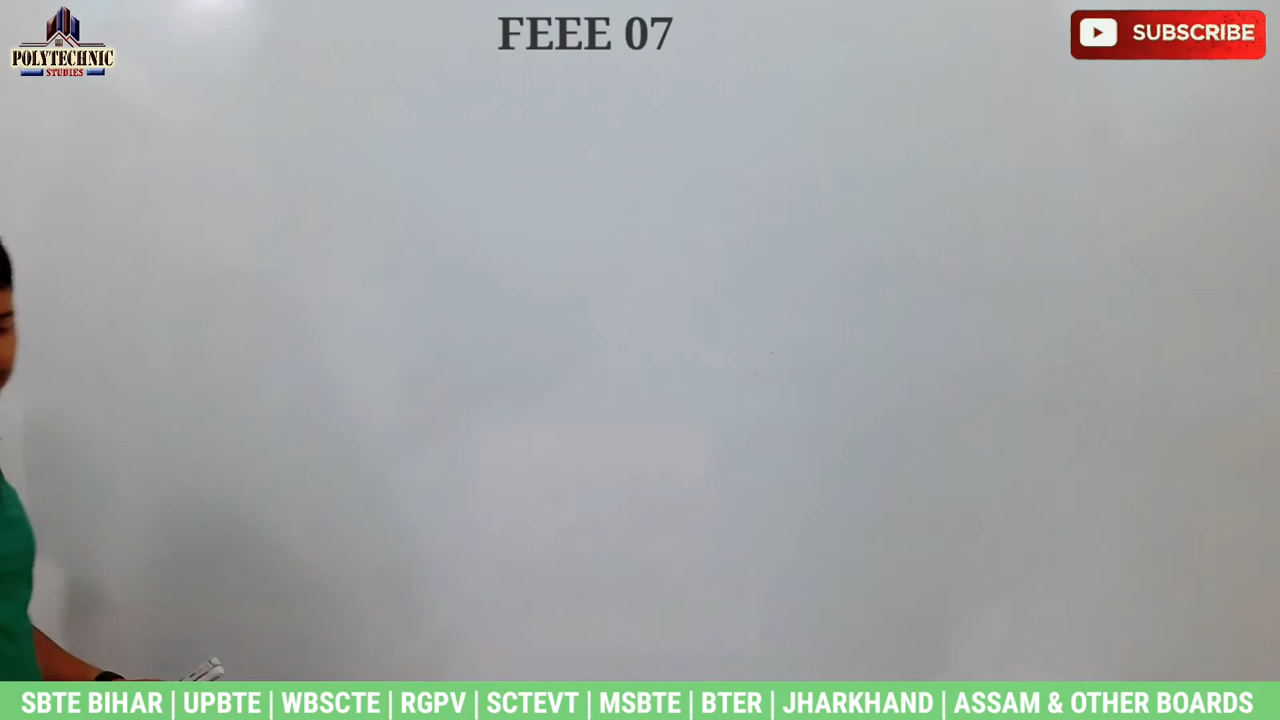 FEEE 07
POLYTECHNIC
STUDIES
SUBSCRIBE
SBTE BIHAR | UPBTE | WBSCTE | RGPV | SCTEVT | MSBTE | BTER | JHARKHAND | ASSAM & OTHER BOARDS